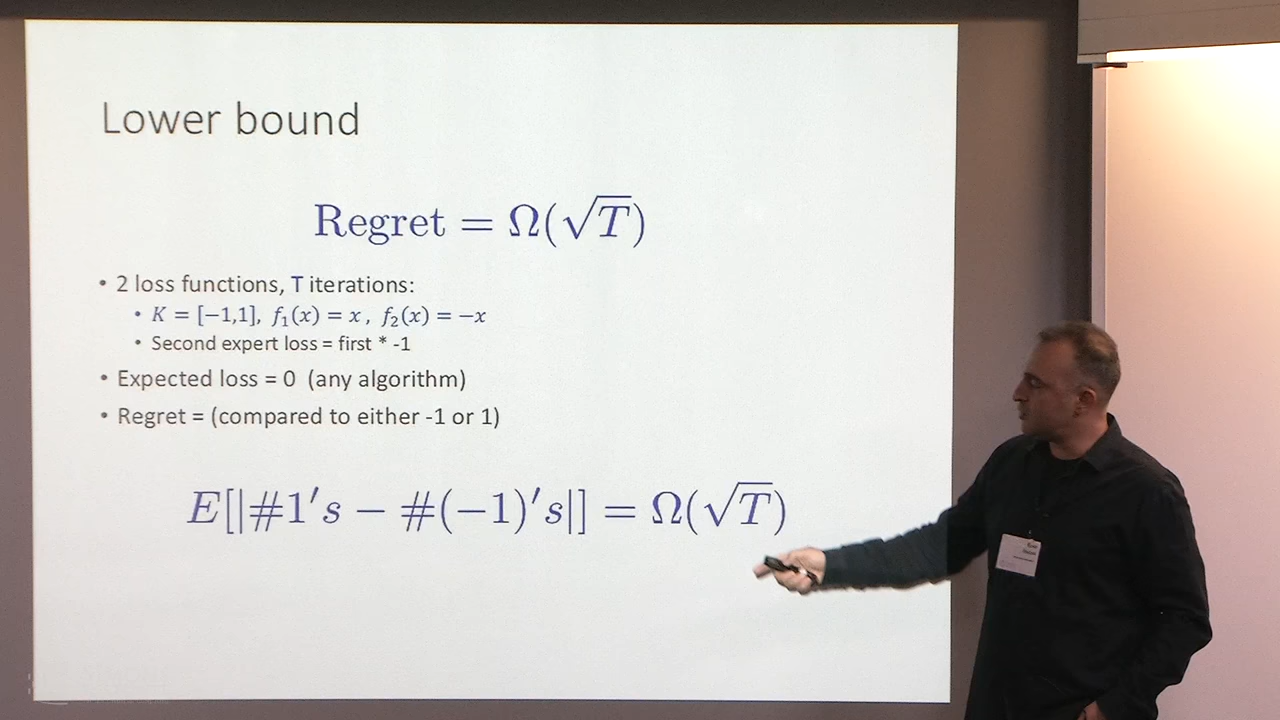 Lower bound
Regret = Ω(√T)
• 2 loss functions, T iterations:
• K = [−1,1], f₁(x) = x , f₂(x) = −x
• Second expert loss = first * -1
• Expected loss = 0 (any algorithm)
• Regret = (compared to either -1 or 1)
E[|#1's − #(−1)'s|] = Ω(√T)